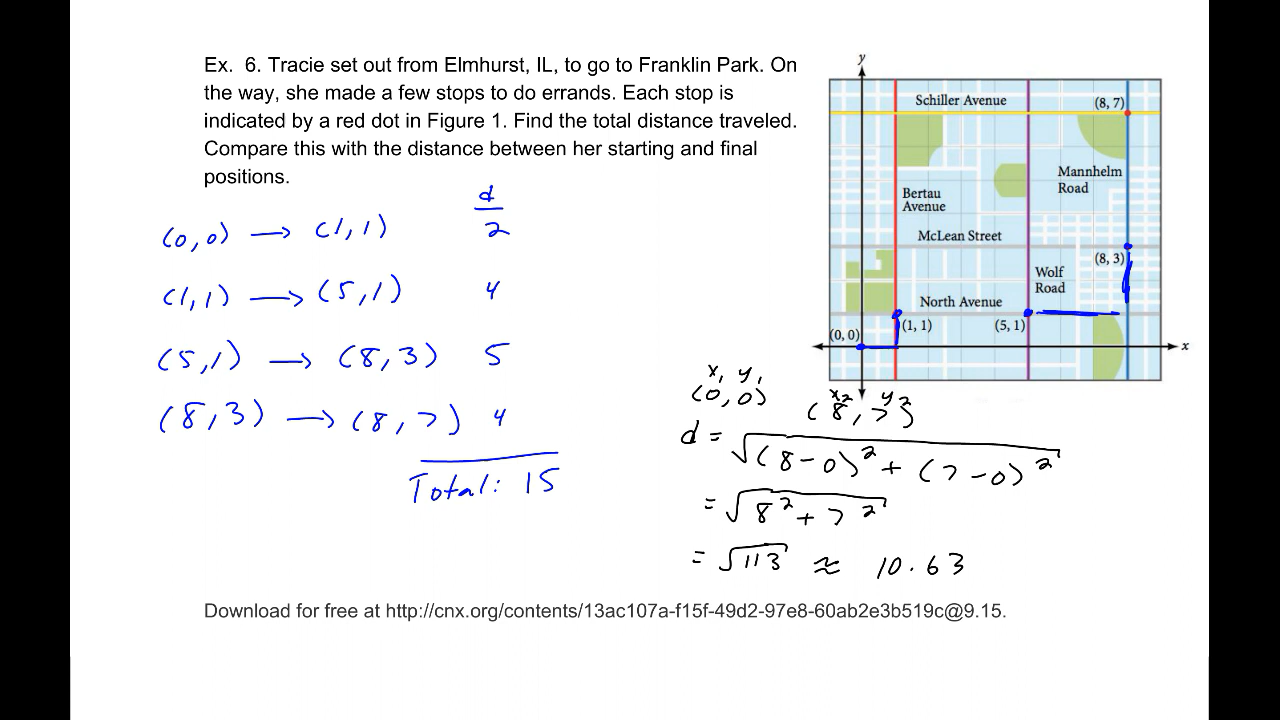 Ex. 6. Tracie set out from Elmhurst, IL, to go to Franklin Park. On
the way, she made a few stops to do errands. Each stop is
indicated by a red dot in Figure 1. Find the total distance traveled.
Compare this with the distance between her starting and final
positions.
d
(0,0) → (1,1) 2
(1,1) → (5,1) 4
(5,1) → (8,3) 5
(8,3) → (8,7) 4
Total: 15
y
Schiller Avenue (8, 7)
Mannhelm
Road
Bertau
Avenue
McLean Street
(8, 3)
Wolf
Road
North Avenue
(0, 0) (1, 1) (5, 1)
x
x₁ y₁
(0,0)
x₂ y₂
(8,7)
d = √(8-0)² + (7-0)²
= √8² + 7²
= √113 ≈ 10.63
Download for free at http://cnx.org/contents/13ac107a-f15f-49d2-97e8-60ab2e3b519c@9.15.